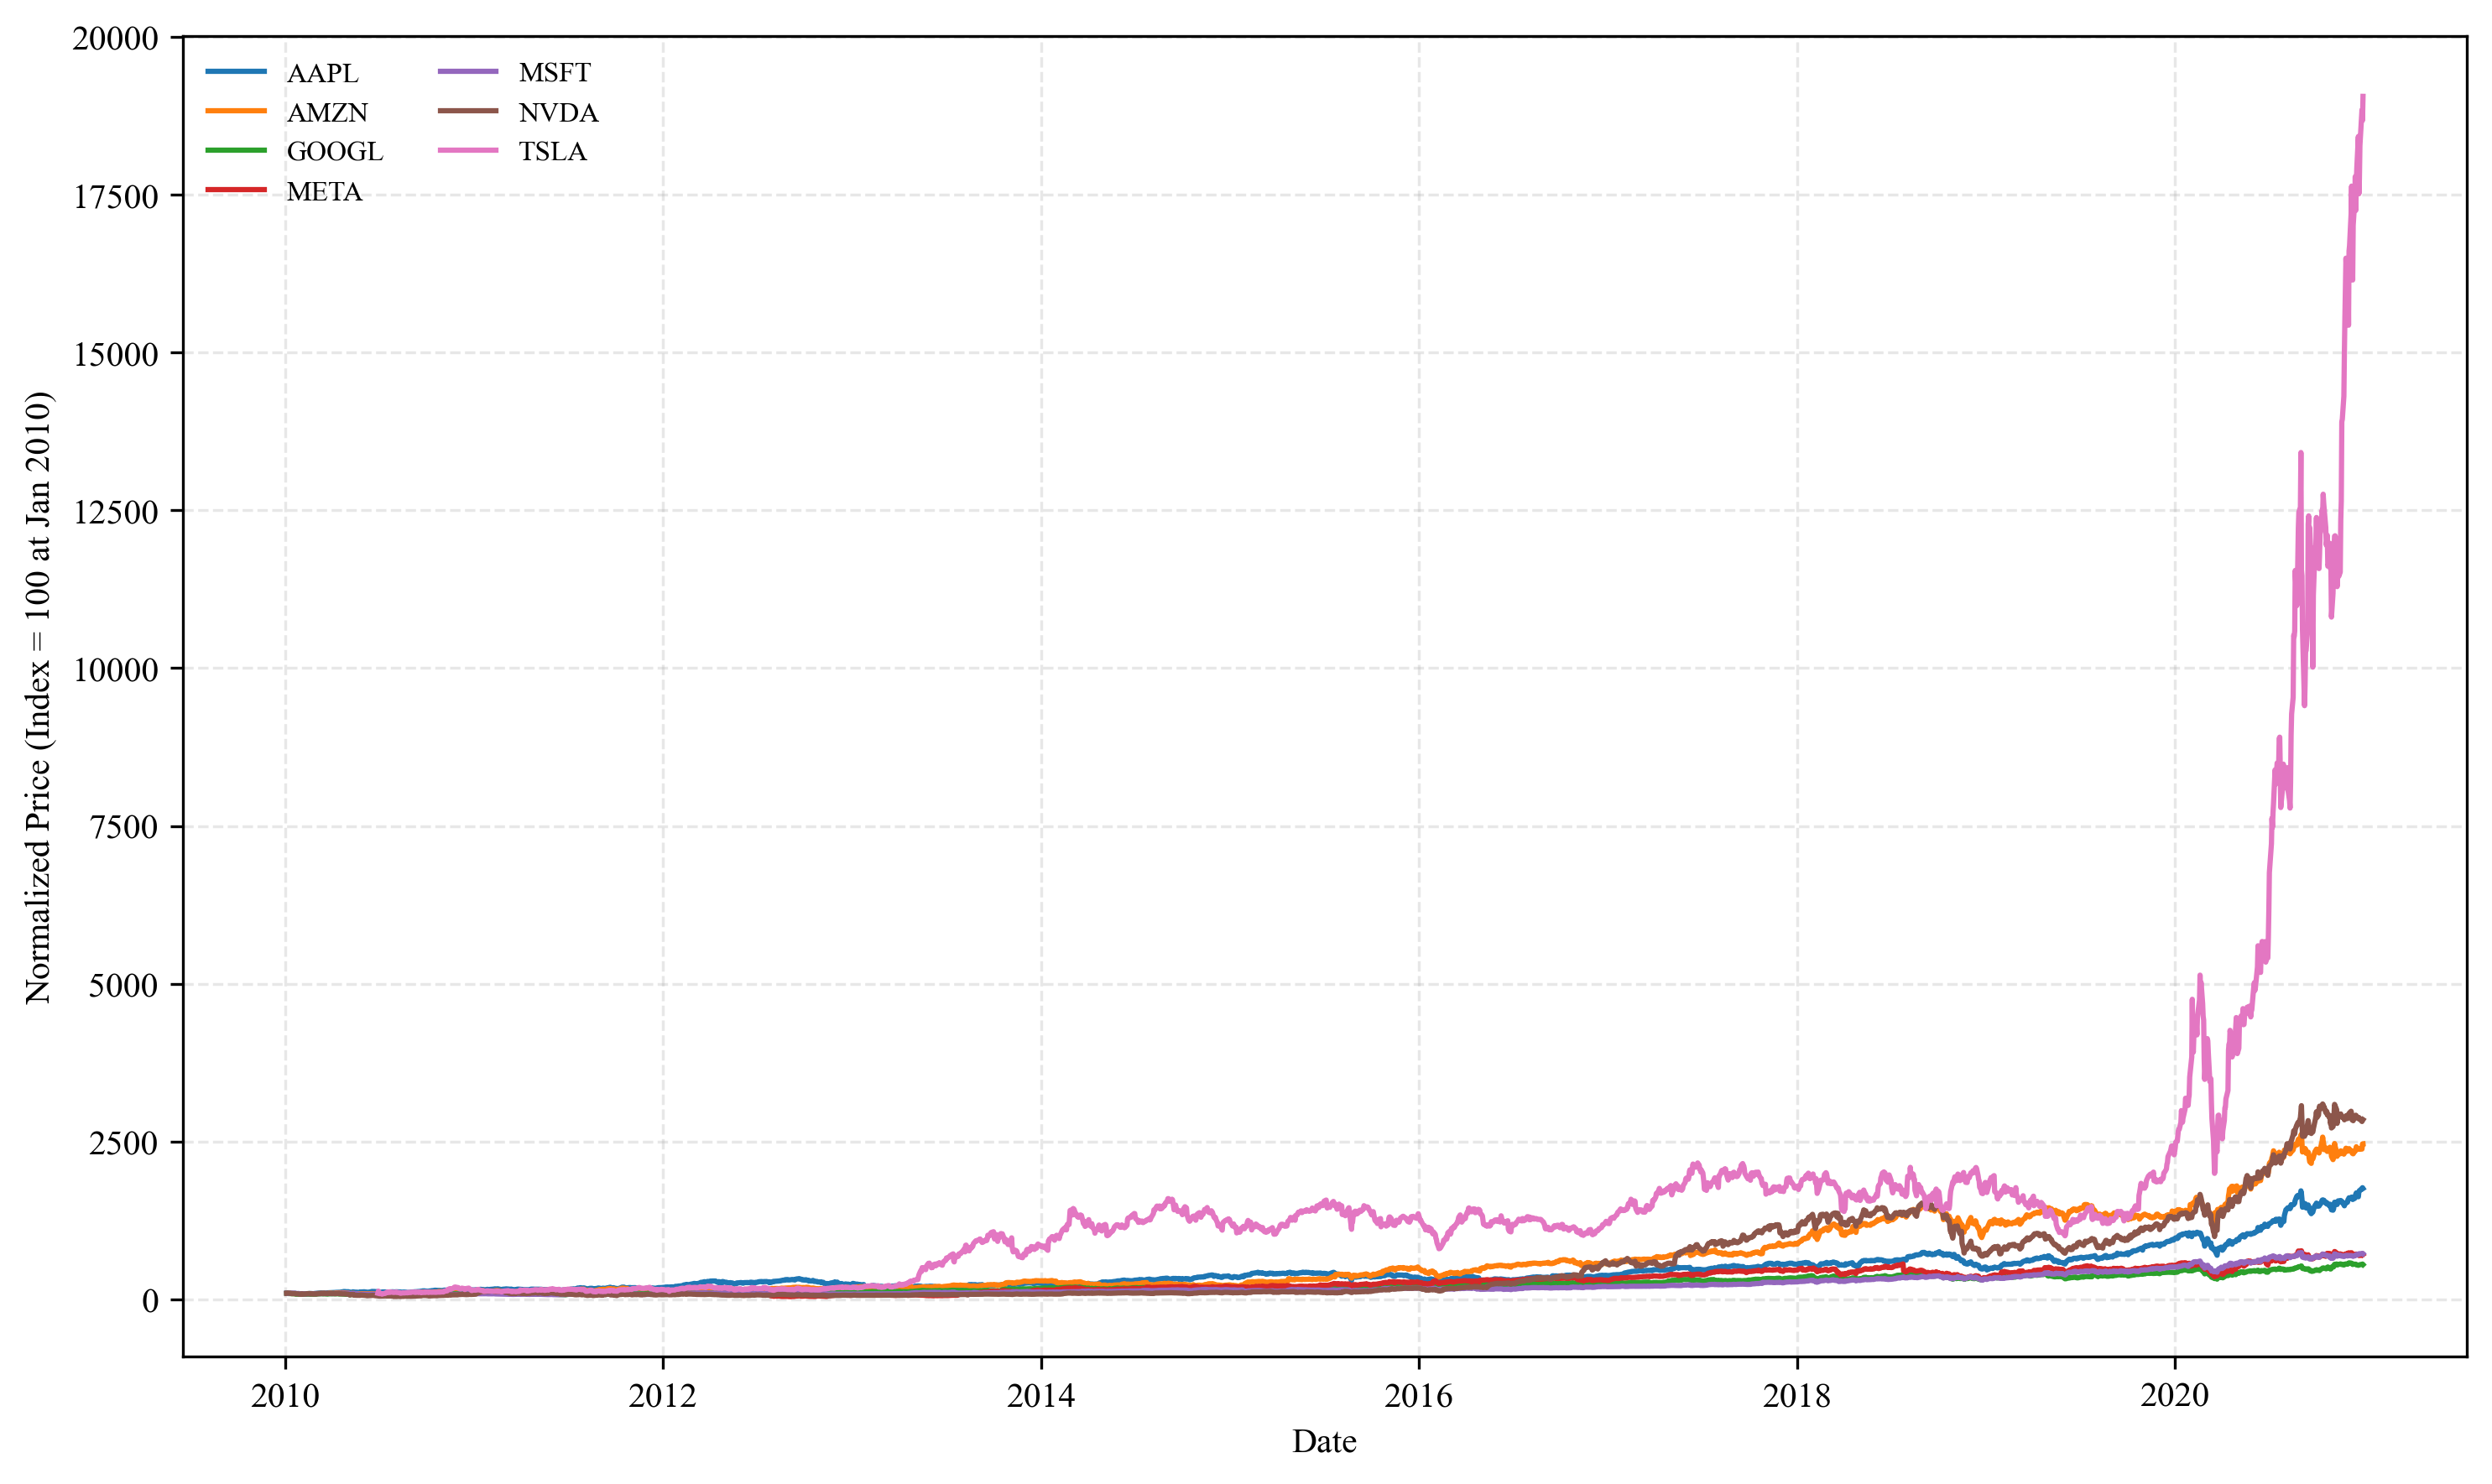 20000
17500
15000
12500
10000
7500
5000
2500
0
Normalized Price (Index = 100 at Jan 2010)
AAPL
AMZN
GOOGL
META
MSFT
NVDA
TSLA
2010
2012
2014
2016
2018
2020
Date